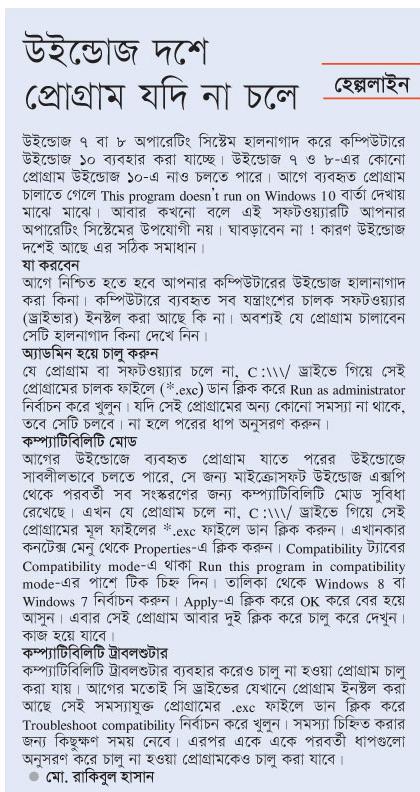 উইন্ডোজ দশে
প্রোগ্রাম যদি না চলে
হেল্পলাইন
উইন্ডোজ ৭ বা ৮ অপারেটিং সিস্টেম হালনাগাদ করে কম্পিউটারে
উইন্ডোজ ১০ ব্যবহার করা যাচ্ছে। উইন্ডোজ ৭ ও ৮-এর কোনো
প্রোগ্রাম উইন্ডোজ ১০-এ নাও চলতে পারে। আগে ব্যবহৃত প্রোগ্রাম
চালাতে গেলে This program doesn't run on Windows 10 বার্তা দেখায়
মাঝে মাঝে। আবার কখনো বলে এই সফটওয়্যারটি আপনার
অপারেটিং সিস্টেমের উপযোগী নয়। ঘাবড়াবেন না ! কারণ উইন্ডোজ
দশেই আছে এর সঠিক সমাধান।
যা করবেন
আগে নিশ্চিত হতে হবে আপনার কম্পিউটারের উইন্ডোজ হালানাগাদ
করা কিনা। কম্পিউটারে ব্যবহৃত সব যন্ত্রাংশের চালক সফটওয়্যার
(ড্রাইভার) ইনস্টল করা আছে কি না। অবশ্যই যে প্রোগ্রাম চালাবেন
সেটি হালনাগাদ কিনা দেখে নিন।
অ্যাডমিন হয়ে চালু করুন
যে প্রোগ্রাম বা সফটওয়্যার চলে না, C:\\\/ ড্রাইভে গিয়ে সেই
প্রোগ্রামের চালক ফাইলে (*.exc) ডান ক্লিক করে Run as administrator
নির্বাচন করে খুলুন। যদি সেই প্রোগ্রামের অন্য কোনো সমস্যা না থাকে,
তবে সেটি চলবে। না হলে পরের ধাপ অনুসরণ করুন।
কম্প্যাটিবিলিটি মোড
আগের উইন্ডোজে ব্যবহৃত প্রোগ্রাম যাতে পরের উইন্ডোজে
সাবলীলভাবে চলতে পারে, সে জন্য মাইক্রোসফট উইন্ডোজ এক্সপি
থেকে পরবর্তী সব সংস্করণের জন্য কম্প্যাটিবিলিটি মোড সুবিধা
রেখেছে। এখন যে প্রোগ্রাম চলে না, C:\\\/ ড্রাইভে গিয়ে সেই
প্রোগ্রামের মূল ফাইলের *.exc ফাইলে ডান ক্লিক করুন। এখানকার
কনটেক্স মেনু থেকে Properties-এ ক্লিক করুন। Compatibility ট্যাবের
Compatibility mode-এ থাকা Run this program in compatibility
mode-এর পাশে টিক চিহ্ন দিন। তালিকা থেকে Windows 8 বা
Windows 7 নির্বাচন করুন। Apply-এ ক্লিক করে OK করে বের হয়ে
আসুন। এবার সেই প্রোগ্রাম আবার দুই ক্লিক করে চালু করে দেখুন।
কাজ হয়ে যাবে।
কম্প্যাটিবিলিটি ট্রাবলশুটার
কম্প্যাটিবিলিটি ট্রাবলশুটার ব্যবহার করেও চালু না হওয়া প্রোগ্রাম চালু
করা যায়। আগের মতোই সি ড্রাইভের যেখানে প্রোগ্রাম ইনস্টল করা
আছে সেই সমস্যাযুক্ত প্রোগ্রামের .exc ফাইলে ডান ক্লিক করে
Troubleshoot compatibility নির্বাচন করে খুলুন। সমস্যা চিহ্নিত করার
জন্য কিছুক্ষণ সময় নেবে। এরপর একে একে পরবর্তী ধাপগুলো
অনুসরণ করে চালু না হওয়া প্রোগ্রামকেও চালু করা যাবে।
● মো. রাকিবুল হাসান